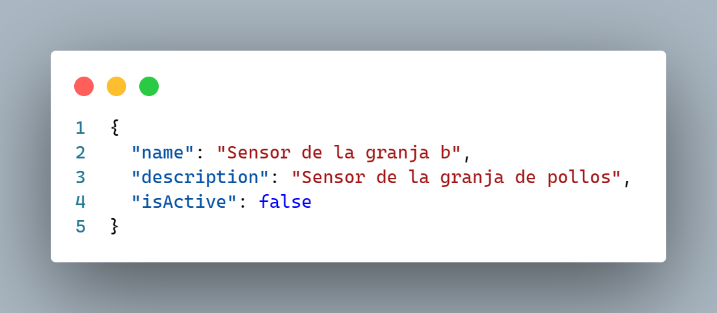 1 {
2   "name": "Sensor de la granja b",
3   "description": "Sensor de la granja de pollos",
4   "isActive": false
5 }